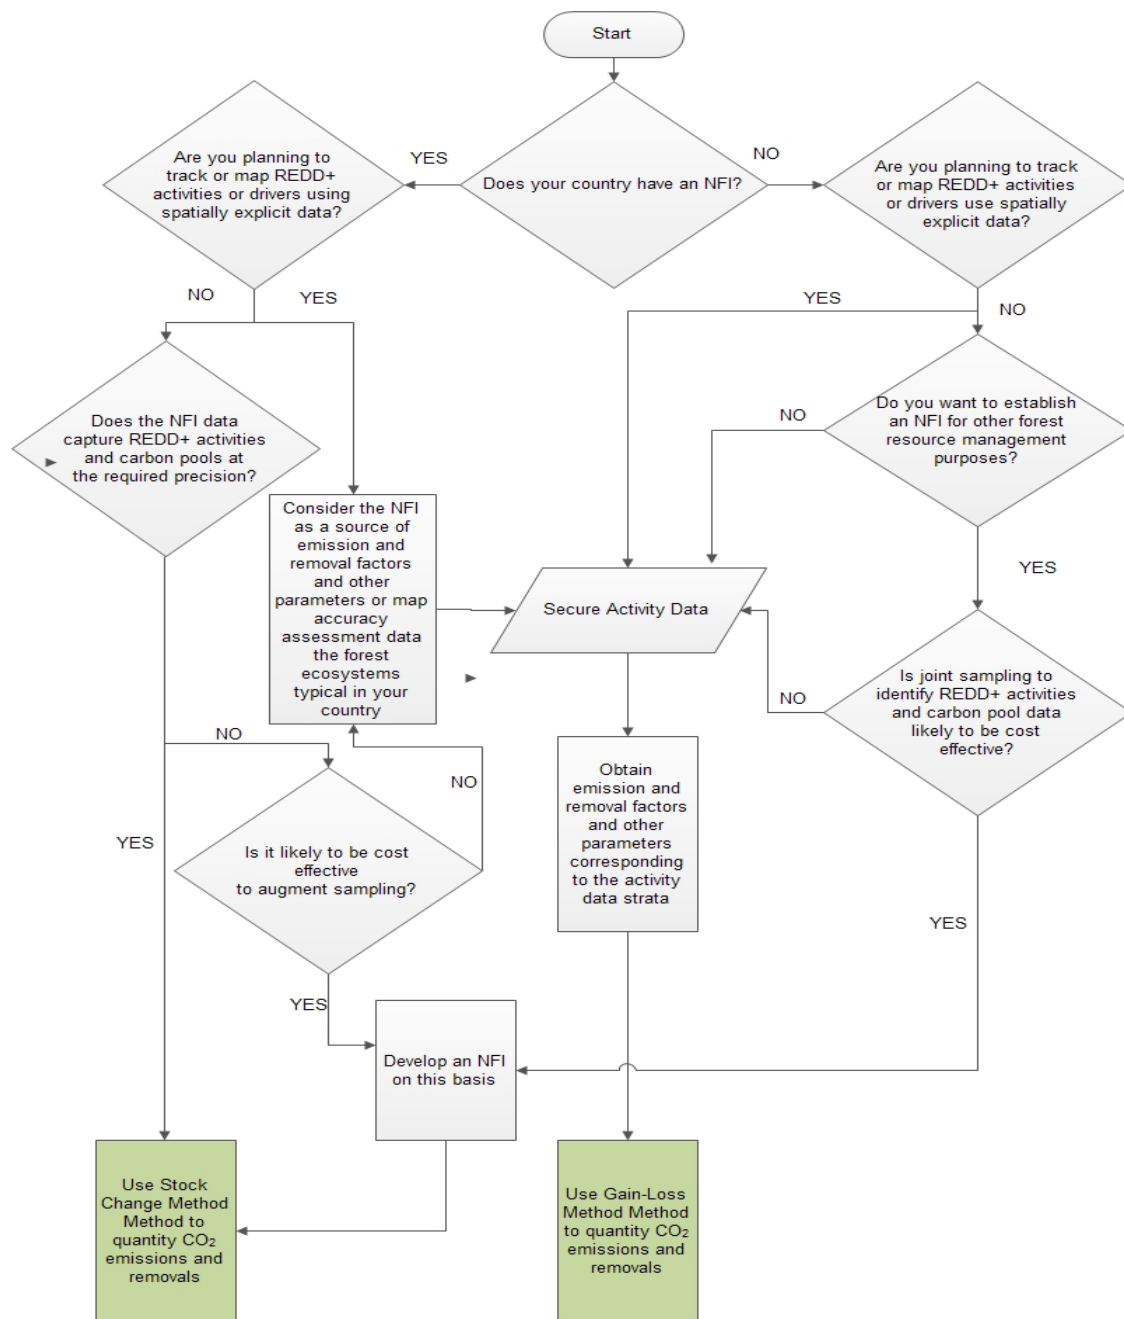 Start
Does your country have an NFI?
YES
NO
Are you planning to
track or map REDD+
activities or drivers using
spatially explicit data?
Are you planning to track
or map REDD+ activities
or drivers use spatially
explicit data?
NO
YES
YES
NO
Does the NFI data
capture REDD+ activities
and carbon pools at
the required precision?
Do you want to establish
an NFI for other forest
resource management
purposes?
NO
YES
Consider the NFI
as a source of
emission and
removal factors
and other
parameters or map
accuracy
assessment data
the forest
ecosystems
typical in your
country
Secure Activity Data
Is joint sampling to
identify REDD+ activities
and carbon pool data
likely to be cost
effective?
NO
NO
NO
Is it likely to be cost
effective
to augment sampling?
YES
Obtain
emission and
removal factors
and other
parameters
corresponding
to the activity
data strata
YES
YES
Develop an NFI
on this basis
Use Stock
Change Method
Method to
quantity CO₂
emissions and
removals
Use Gain-Loss
Method Method
to quantity CO₂
emissions and
removals